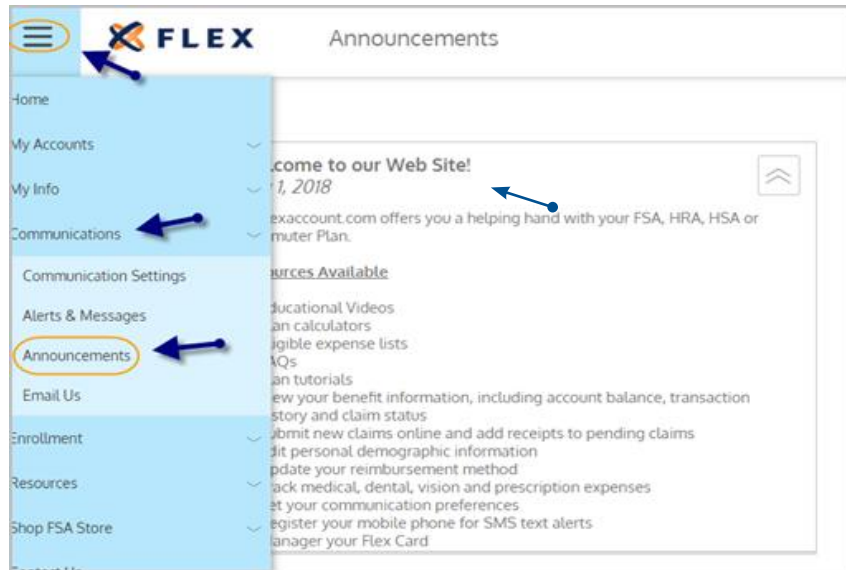 FLEX
Announcements
Home
My Accounts
My Info
Communications
Communication Settings
Alerts & Messages
Announcements
Email Us
Enrollment
Resources
Shop FSA Store
Contact Us
lcome to our Web Site!
1, 2018
exaccount.com offers you a helping hand with your FSA, HRA, HSA or
muter Plan.
urces Available
ducational Videos
an calculators
igible expense lists
AQs
an tutorials
ew your benefit information, including account balance, transaction
story and claim status
ubmit new claims online and add receipts to pending claims
dit personal demographic information
pdate your reimbursement method
ack medical, dental, vision and prescription expenses
et your communication preferences
egister your mobile phone for SMS text alerts
anager your Flex Card